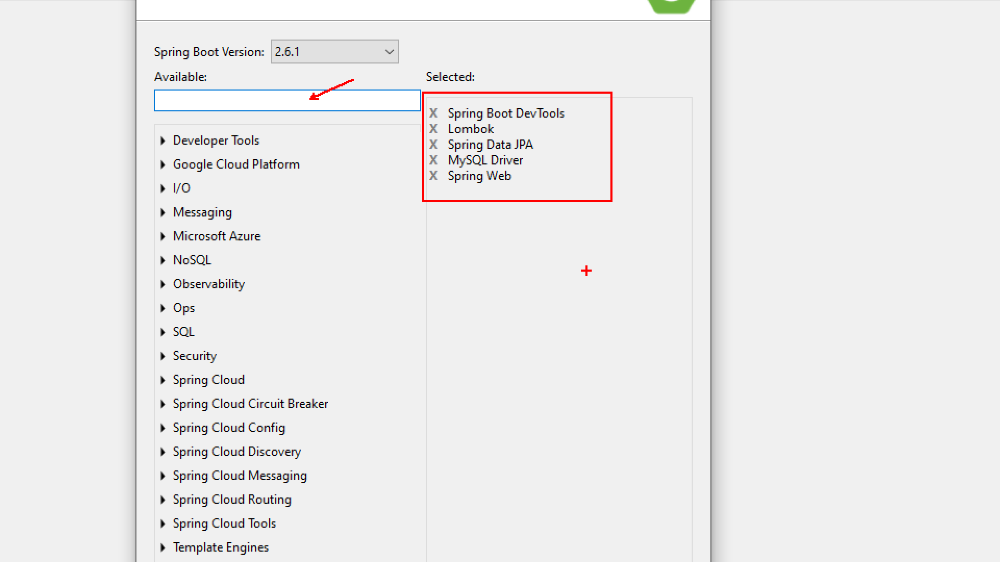 Spring Boot Version: 2.6.1
Available:
Selected:
Developer Tools
Google Cloud Platform
I/O
Messaging
Microsoft Azure
NoSQL
Observability
Ops
SQL
Security
Spring Cloud
Spring Cloud Circuit Breaker
Spring Cloud Config
Spring Cloud Discovery
Spring Cloud Messaging
Spring Cloud Routing
Spring Cloud Tools
Template Engines
X Spring Boot DevTools
X Lombok
X Spring Data JPA
X MySQL Driver
X Spring Web